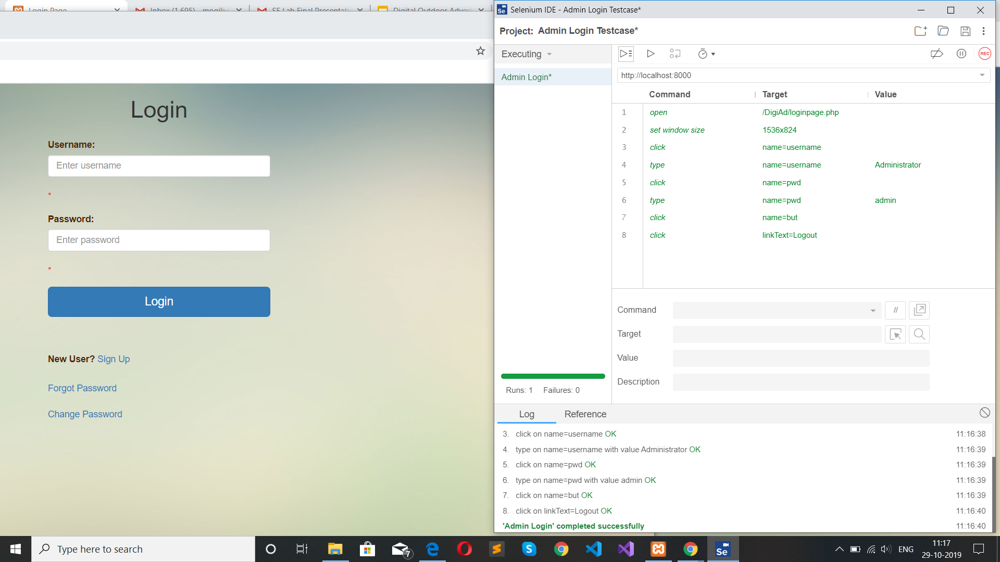 Login Page
Inbox (1,695)
SE Lab Final Presentati
Digital Outdoor Advert
Login
Username:
Enter username
*
Password:
Enter password
*
Login
New User? Sign Up
Forgot Password
Change Password
Se Selenium IDE - Admin Login Testcase*
Project: Admin Login Testcase*
Executing
REC
Admin Login*
http://localhost:8000
Command Target Value
1 open /DigiAd/loginpage.php
2 set window size 1536x824
3 click name=username
4 type name=username Administrator
5 click name=pwd
6 type name=pwd admin
7 click name=but
8 click linkText=Logout
Command //
Target
Value
Description
Runs: 1 Failures: 0
Log Reference
3. click on name=username OK 11:16:38
4. type on name=username with value Administrator OK 11:16:39
5. click on name=pwd OK 11:16:39
6. type on name=pwd with value admin OK 11:16:39
7. click on name=but OK 11:16:39
8. click on linkText=Logout OK 11:16:40
'Admin Login' completed successfully 11:16:40
Type here to search
7
Se
ENG
11:17
29-10-2019